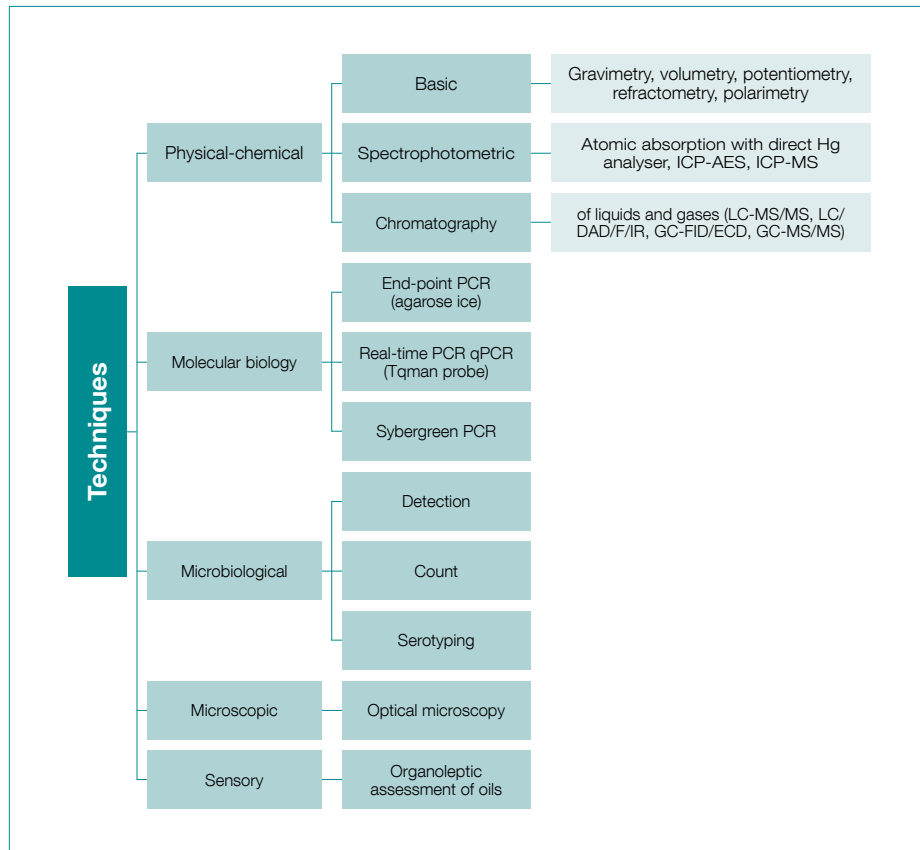 Techniques
Physical-chemical
Basic
Gravimetry, volumetry, potentiometry,
refractometry, polarimetry
Spectrophotometric
Atomic absorption with direct Hg
analyser, ICP-AES, ICP-MS
Chromatography
of liquids and gases (LC-MS/MS, LC/
DAD/F/IR, GC-FID/ECD, GC-MS/MS)
Molecular biology
End-point PCR
(agarose ice)
Real-time PCR qPCR
(Tqman probe)
Sybergreen PCR
Microbiological
Detection
Count
Serotyping
Microscopic
Optical microscopy
Sensory
Organoleptic
assessment of oils